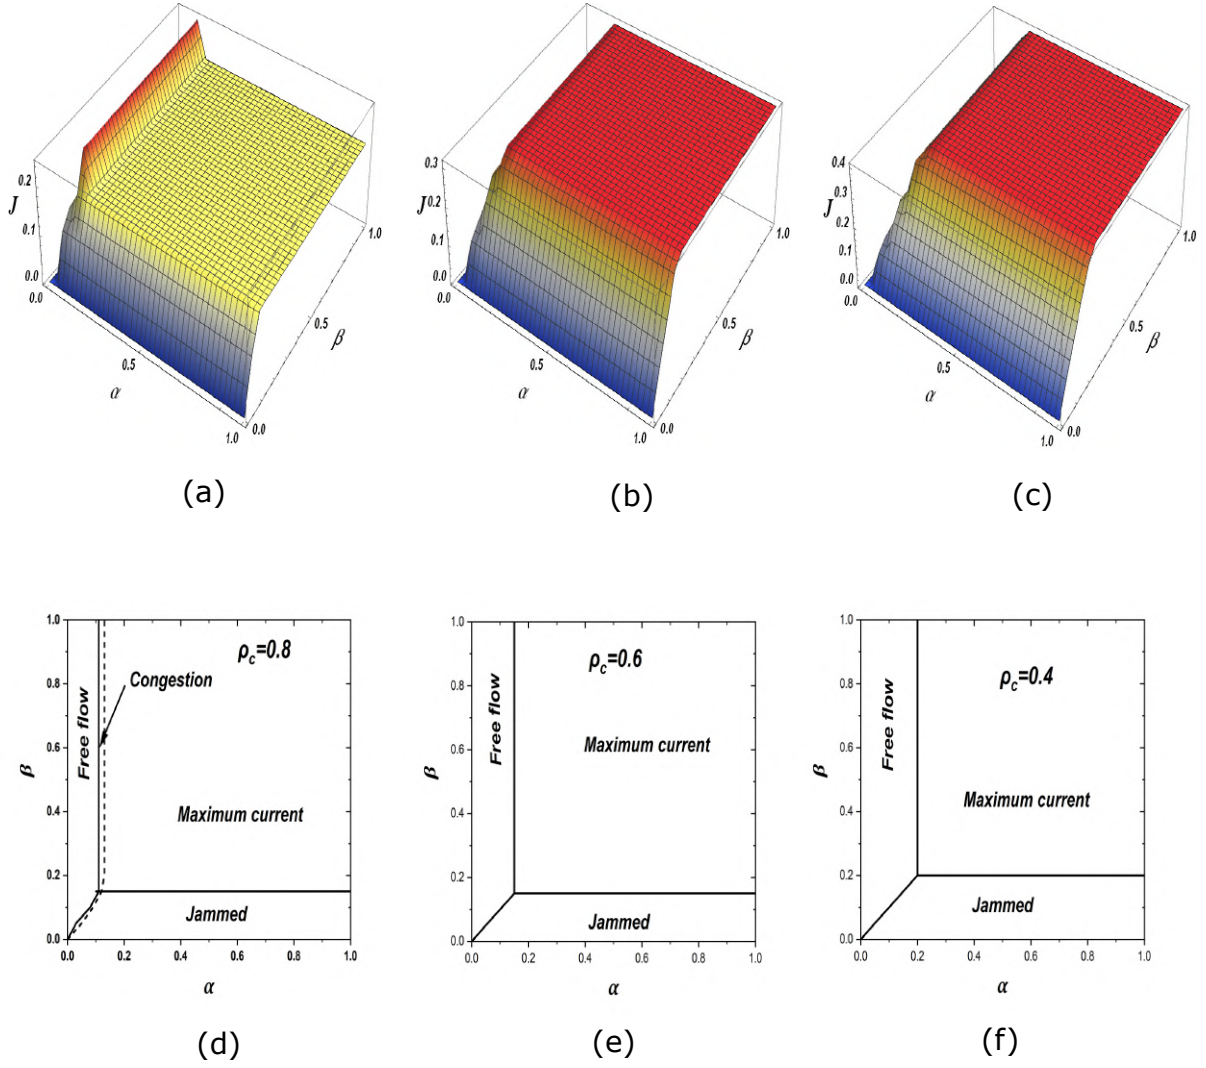 0.2
J
0.1
0.0
0.0
0.5
α
1.0
0.0
0.5
β
1.0
(a)
0.3
J
0.2
0.1
0.0
0.0
0.5
α
1.0
0.0
0.5
β
1.0
(b)
0.4
0.3
J
0.2
0.1
0.0
0.0
0.5
α
1.0
0.0
0.5
β
1.0
(c)
1.0
0.8
0.6
0.4
0.2
0.0
β
Free flow
Congestion
ρc=0.8
Maximum current
Jammed
0.0 0.2 0.4 0.6 0.8 1.0
α
(d)
1.0
0.8
0.6
0.4
0.2
0.0
β
Free flow
ρc=0.6
Maximum current
Jammed
0.0 0.2 0.4 0.6 0.8 1.0
α
(e)
1.0
0.8
0.6
0.4
0.2
0.0
β
Free flow
ρc=0.4
Maximum current
Jammed
0.0 0.2 0.4 0.6 0.8 1.0
α
(f)